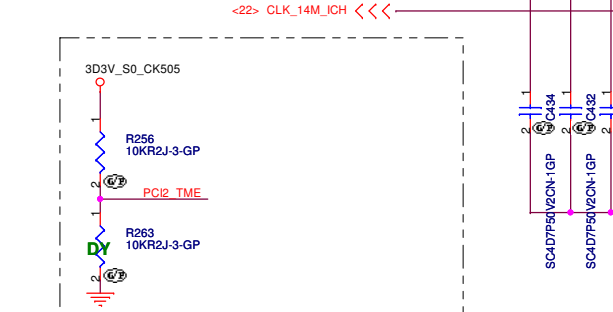 <22> CLK_14M_ICH
3D3V_S0_CK505
1
R256
10KR2J-3-GP
2
G/P
PCI2_TME
1
R263
10KR2J-3-GP
DY
2
G/P
1
C434
2
G/P
SC4D7P50V2CN-1GP
1
C432
2
G/P
SC4D7P50V2CN-1GP